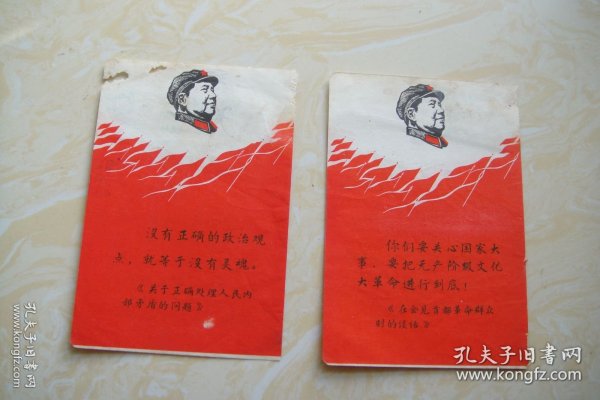 没有正确的政治观
点，就等于没有灵魂。
《关于正确处理人民内
部矛盾的问题》
你们要关心国家大
事，要把无产阶级文化
大革命进行到底！
《在会见首都革命群众
时的谈话》
孔夫子旧书网
www.kongfz.com
孔夫子旧书网
www.kongfz.com